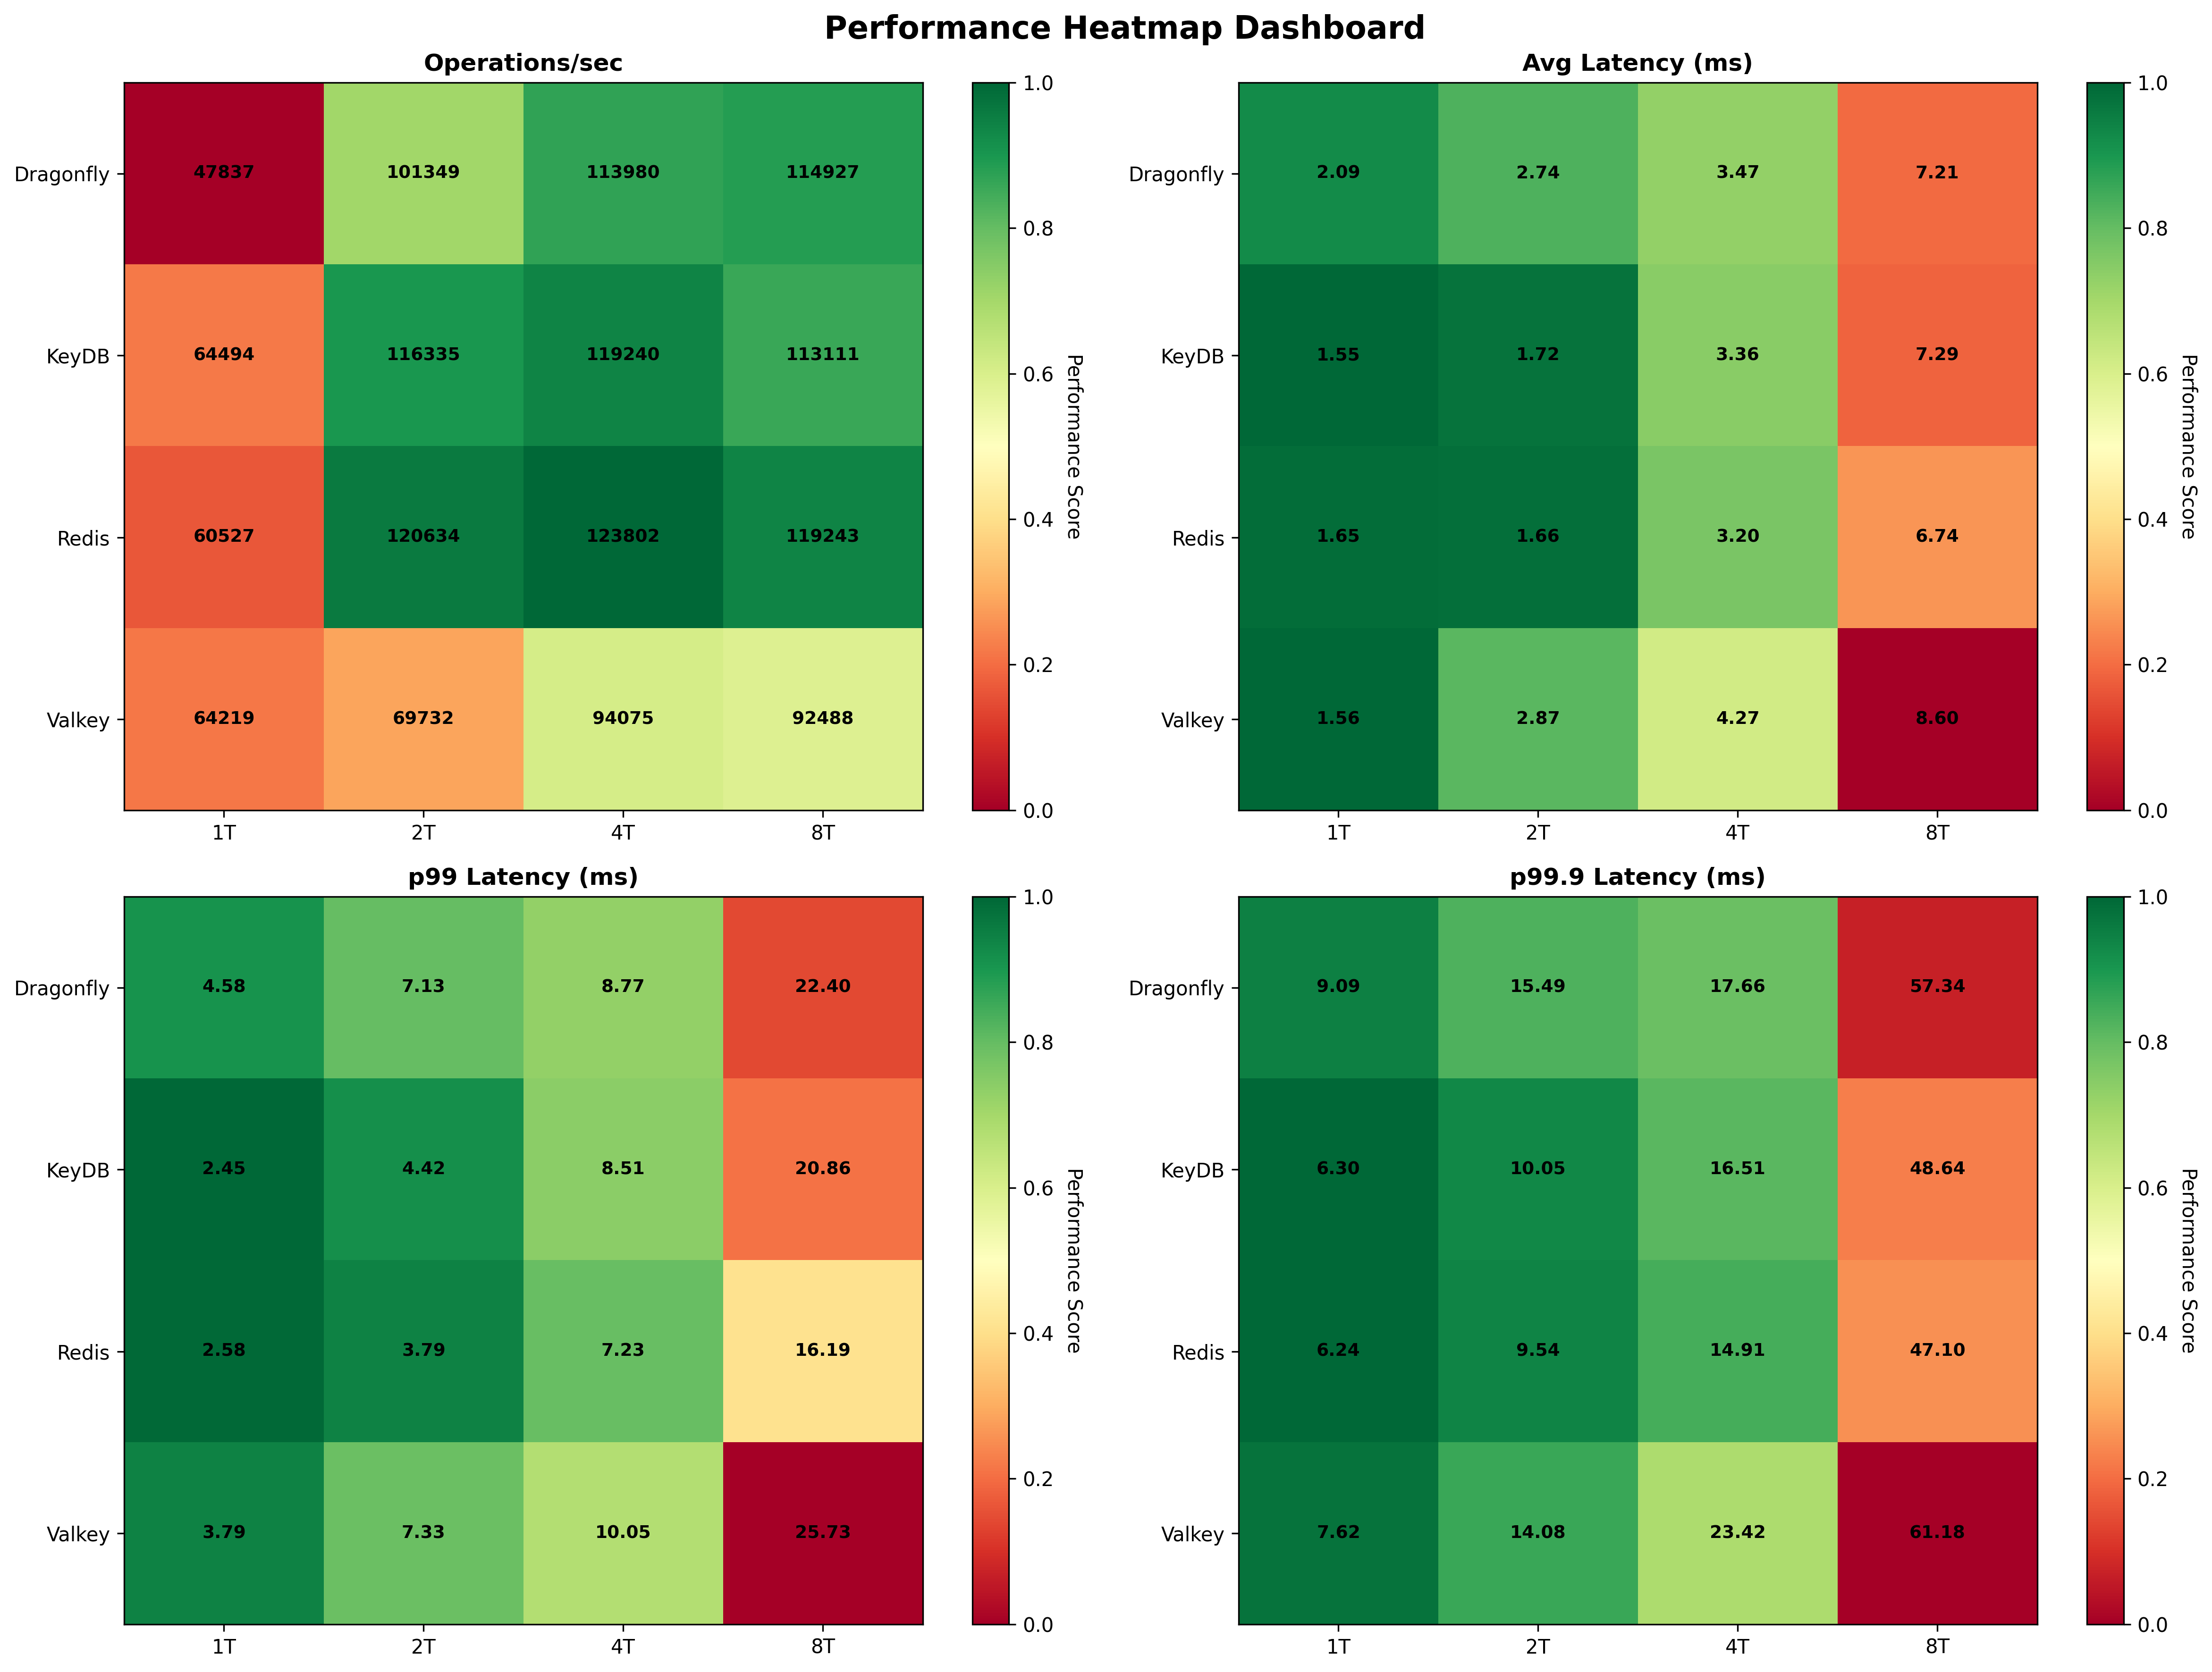 Performance Heatmap Dashboard
Operations/sec
Dragonfly 47837 101349 113980 114927
KeyDB 64494 116335 119240 113111
Redis 60527 120634 123802 119243
Valkey 64219 69732 94075 92488
1T 2T 4T 8T
1.0
0.8
0.6
0.4
0.2
0.0
Performance Score
Avg Latency (ms)
Dragonfly 2.09 2.74 3.47 7.21
KeyDB 1.55 1.72 3.36 7.29
Redis 1.65 1.66 3.20 6.74
Valkey 1.56 2.87 4.27 8.60
1T 2T 4T 8T
1.0
0.8
0.6
0.4
0.2
0.0
Performance Score
p99 Latency (ms)
Dragonfly 4.58 7.13 8.77 22.40
KeyDB 2.45 4.42 8.51 20.86
Redis 2.58 3.79 7.23 16.19
Valkey 3.79 7.33 10.05 25.73
1T 2T 4T 8T
1.0
0.8
0.6
0.4
0.2
0.0
Performance Score
p99.9 Latency (ms)
Dragonfly 9.09 15.49 17.66 57.34
KeyDB 6.30 10.05 16.51 48.64
Redis 6.24 9.54 14.91 47.10
Valkey 7.62 14.08 23.42 61.18
1T 2T 4T 8T
1.0
0.8
0.6
0.4
0.2
0.0
Performance Score